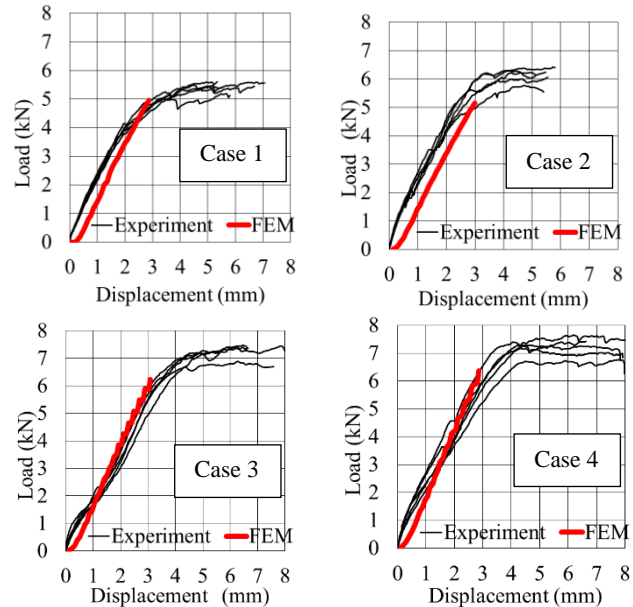 8
7
6
5
4
3
2
1
0
Load (kN)
Case 1
Experiment FEM
0 1 2 3 4 5 6 7 8
Displacement (mm)
8
7
6
5
4
3
2
1
0
Load (kN)
Case 2
Experiment FEM
0 1 2 3 4 5 6 7 8
Displacement (mm)
8
7
6
5
4
3
2
1
0
Load (kN)
Case 3
Experiment FEM
0 1 2 3 4 5 6 7 8
Displacement (mm)
8
7
6
5
4
3
2
1
0
Load (kN)
Case 4
Experiment FEM
0 1 2 3 4 5 6 7 8
Displacement (mm)